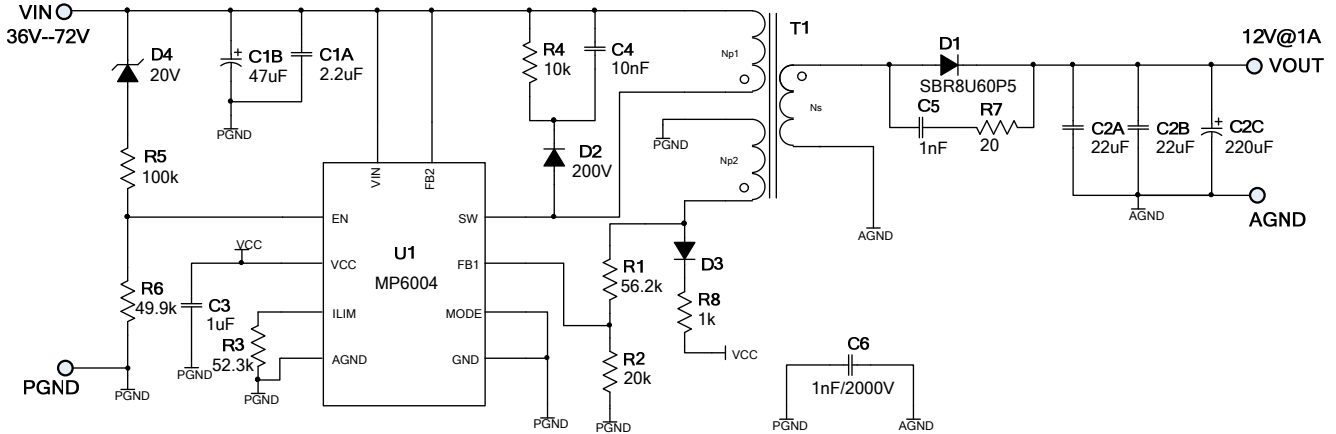 VIN
36V--72V
D4
20V
C1B
47uF
C1A
2.2uF
PGND
R4
10k
C4
10nF
T1
Np1
Ns
Np2
PGND
D1
SBR8U60P5
C5
1nF
R7
20
12V@1A
VOUT
C2A
22uF
C2B
22uF
C2C
220uF
AGND
AGND
AGND
R5
100k
D2
200V
VIN
FB2
EN
SW
VCC
VCC
FB1
U1
MP6004
ILIM
MODE
AGND
GND
R6
49.9k
C3
1uF
R3
52.3k
R1
56.2k
D3
R8
1k
VCC
R2
20k
PGND
PGND
PGND
PGND
PGND
PGND
C6
1nF/2000V
PGND
AGND